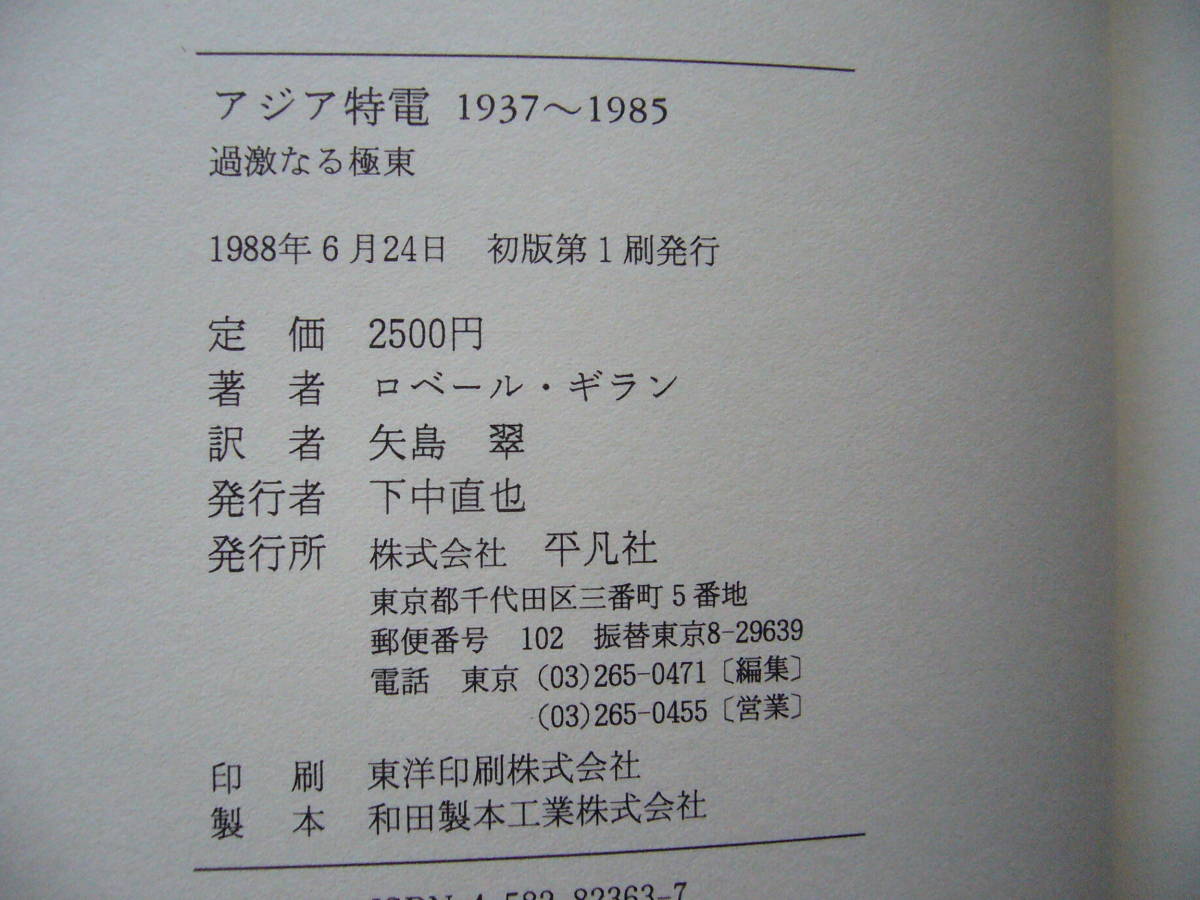 アジア特電 1937〜1985
過激なる極東
1988年6月24日 初版第1刷発行
定 価 2500円
著 者 ロベール・ギラン
訳 者 矢島 翠
発行者 下中直也
発行所 株式会社 平凡社
東京都千代田区三番町5番地
郵便番号 102 振替東京8-29639
電話 東京 (03)265-0471〔編集〕
(03)265-0455〔営業〕
印 刷 東洋印刷株式会社
製 本 和田製本工業株式会社
ISBN 4-582-82363-7